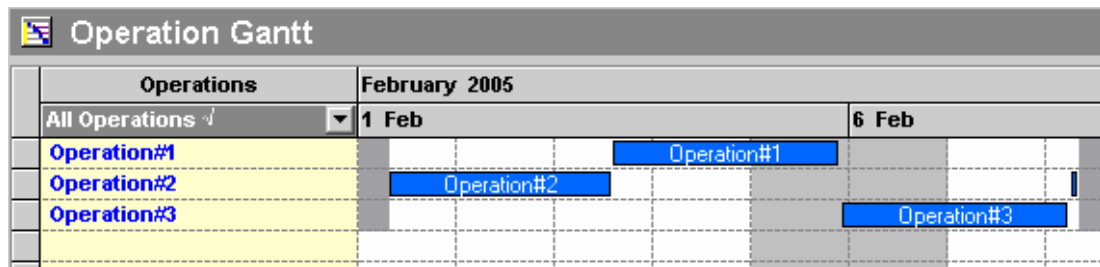 Operation Gantt
Operations February 2005
All Operations √ 1 Feb 6 Feb
Operation#1 Operation#1
Operation#2 Operation#2
Operation#3 Operation#3